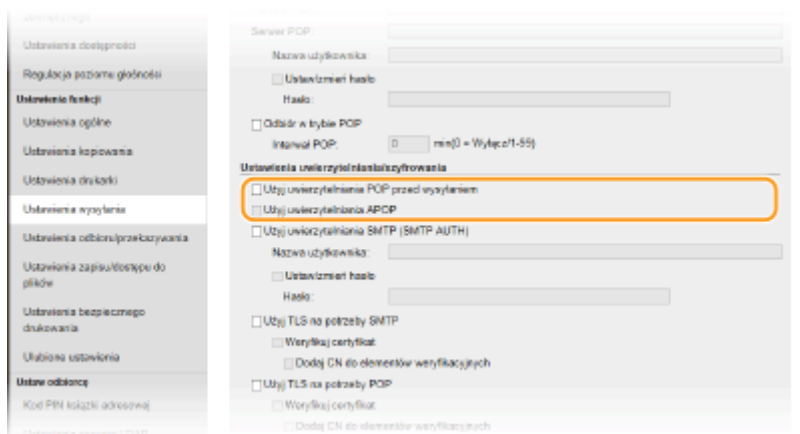 Ustawienia dostępności
Regulacja poziomu głośności
Ustawienia funkcji
Ustawienia ogólne
Ustawienia kopiowania
Ustawienia drukarki
Ustawienia wysyłania
Ustawienia odbioru/przekazywania
Ustawienia zapisu/dostępu do
plików
Ustawienia bezpiecznego
drukowania
Ulubione ustawienia
Ustaw odbiorcę
Kod PIN książki adresowej
Serwer POP:
Nazwa użytkownika:
Ustaw/zmień hasło
Hasło:
Odbiór w trybie POP
Interwał POP: 0 min(0 = Wyłącz/1-99)
Ustawienia uwierzytelniania/szyfrowania
Użyj uwierzytelniania POP przed wysyłaniem
Użyj uwierzytelniania APOP
Użyj uwierzytelniania SMTP (SMTP AUTH)
Nazwa użytkownika:
Ustaw/zmień hasło
Hasło:
Użyj TLS na potrzeby SMTP
Weryfikuj certyfikat
Dodaj CN do elementów weryfikacyjnych
Użyj TLS na potrzeby POP
Weryfikuj certyfikat
Dodaj CN do elementów weryfikacyjnych